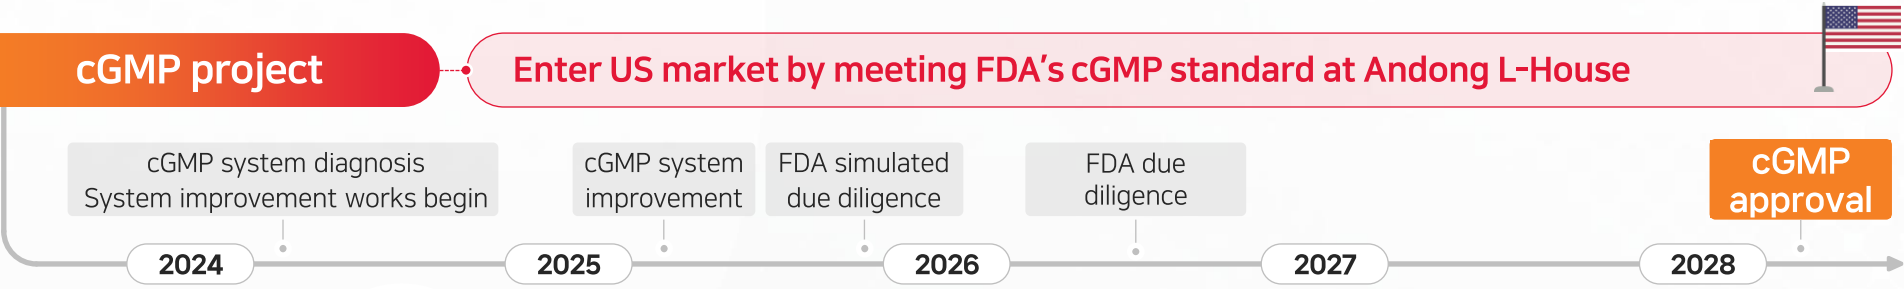 cGMP project
Enter US market by meeting FDA's cGMP standard at Andong L-House
cGMP system diagnosis
System improvement works begin
cGMP system
improvement
FDA simulated
due diligence
FDA due
diligence
cGMP
approval
2024
2025
2026
2027
2028